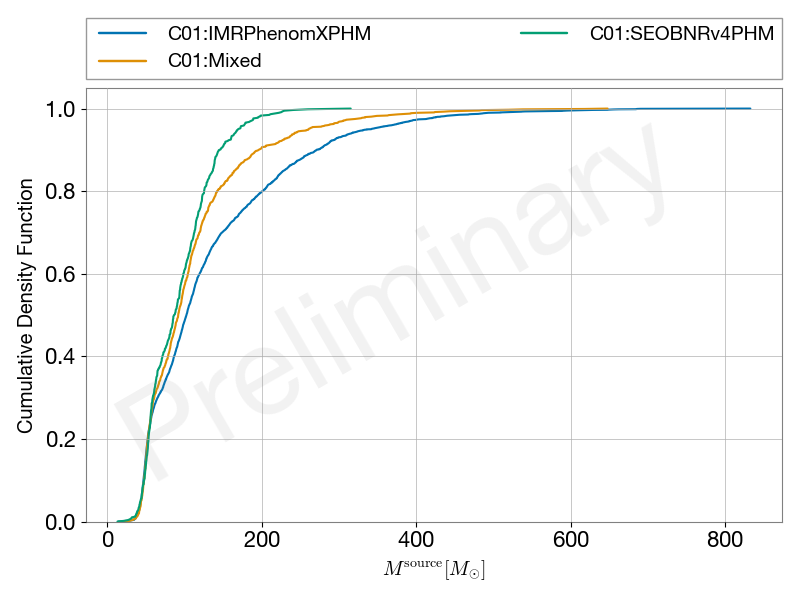 C01:IMRPhenomXPHM
C01:Mixed
C01:SEOBNRv4PHM
1.0
0.8
0.6
0.4
0.2
0.0
Cumulative Density Function
Preliminary
0 200 400 600 800
M^source [M_⊙]